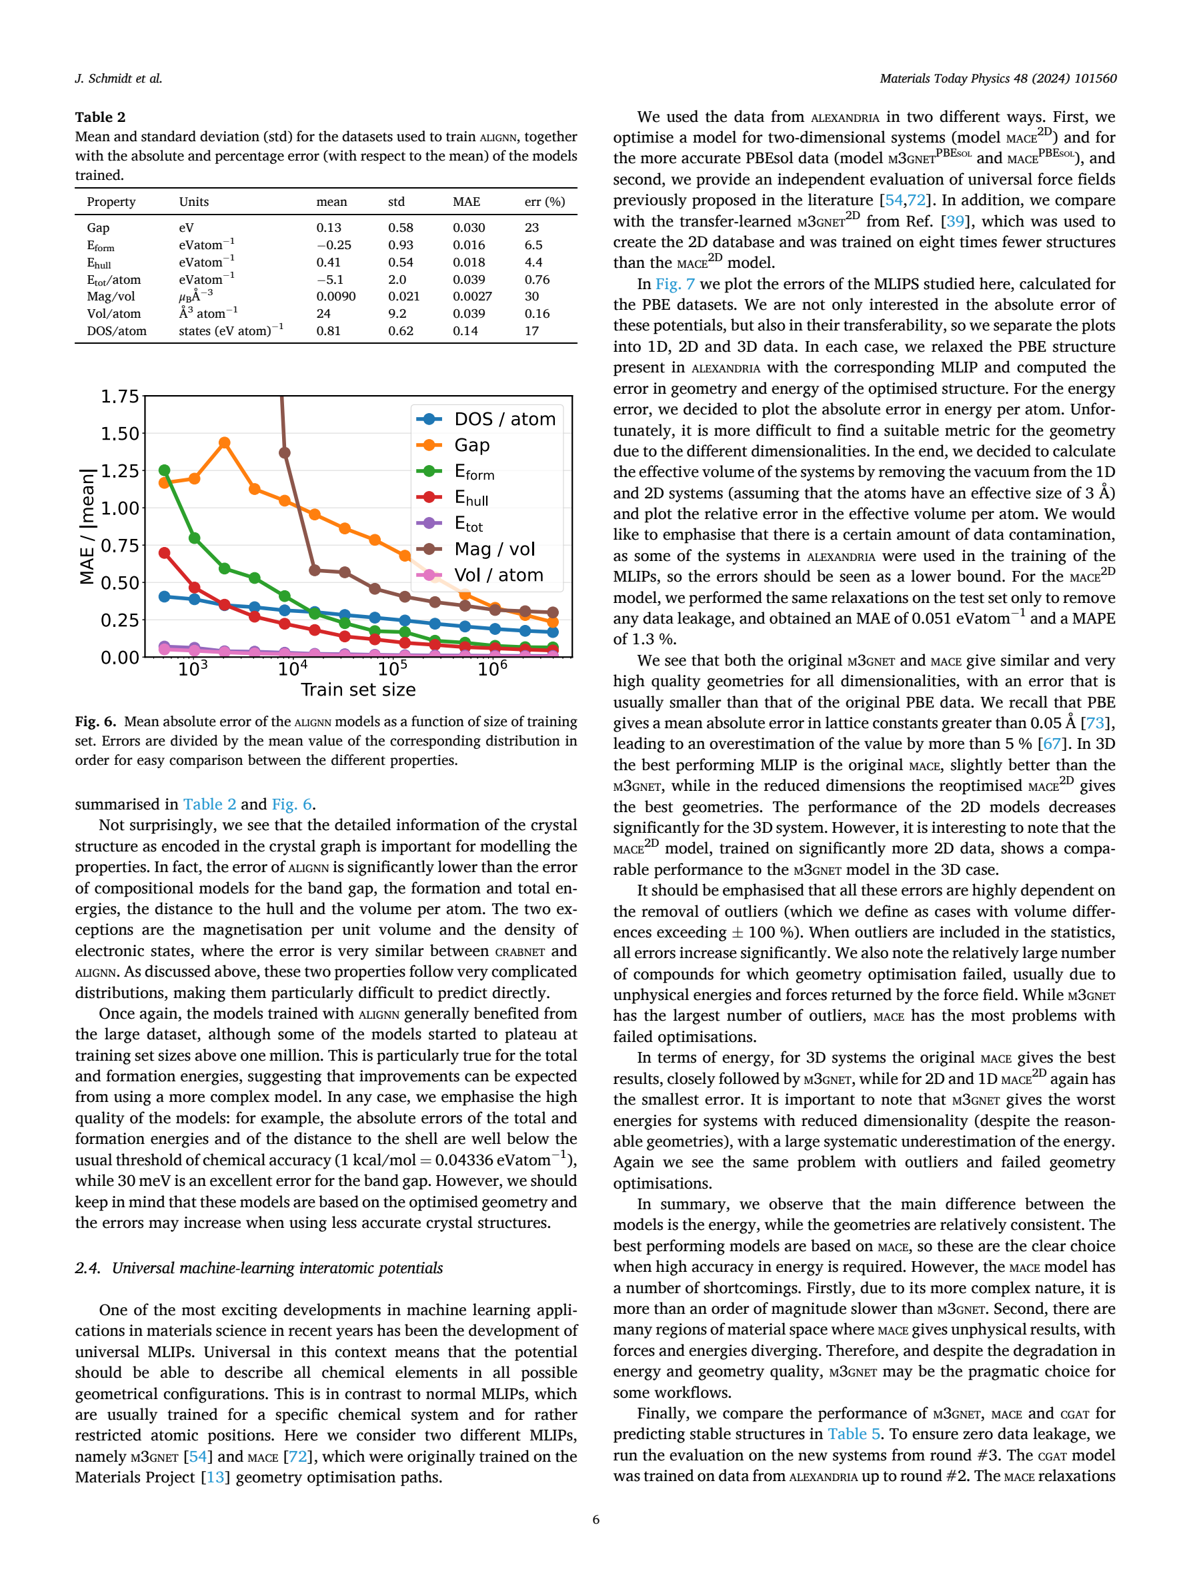 J. Schmidt et al.
Materials Today Physics 48 (2024) 101560
Table 2
Mean and standard deviation (std) for the datasets used to train ALIGNN, together
with the absolute and percentage error (with respect to the mean) of the models
trained.
Property Units mean std MAE err (%)
Gap eV 0.13 0.58 0.030 23
E_form eVatom⁻¹ −0.25 0.93 0.016 6.5
E_hull eVatom⁻¹ 0.41 0.54 0.018 4.4
E_tot/atom eVatom⁻¹ −5.1 2.0 0.039 0.76
Mag/vol μ_BÅ⁻³ 0.0090 0.021 0.0027 30
Vol/atom Å³ atom⁻¹ 24 9.2 0.039 0.16
DOS/atom states (eV atom)⁻¹ 0.81 0.62 0.14 17
MAE / |mean|
1.75
1.50
1.25
1.00
0.75
0.50
0.25
0.00
10³ 10⁴ 10⁵ 10⁶
Train set size
DOS / atom
Gap
E_form
E_hull
E_tot
Mag / vol
Vol / atom
Fig. 6. Mean absolute error of the ALIGNN models as a function of size of training
set. Errors are divided by the mean value of the corresponding distribution in
order for easy comparison between the different properties.
summarised in Table 2 and Fig. 6.
Not surprisingly, we see that the detailed information of the crystal
structure as encoded in the crystal graph is important for modelling the
properties. In fact, the error of ALIGNN is significantly lower than the error
of compositional models for the band gap, the formation and total en-
ergies, the distance to the hull and the volume per atom. The two ex-
ceptions are the magnetisation per unit volume and the density of
electronic states, where the error is very similar between CRABNET and
ALIGNN. As discussed above, these two properties follow very complicated
distributions, making them particularly difficult to predict directly.
Once again, the models trained with ALIGNN generally benefited from
the large dataset, although some of the models started to plateau at
training set sizes above one million. This is particularly true for the total
and formation energies, suggesting that improvements can be expected
from using a more complex model. In any case, we emphasise the high
quality of the models: for example, the absolute errors of the total and
formation energies and of the distance to the shell are well below the
usual threshold of chemical accuracy (1 kcal/mol = 0.04336 eVatom⁻¹),
while 30 meV is an excellent error for the band gap. However, we should
keep in mind that these models are based on the optimised geometry and
the errors may increase when using less accurate crystal structures.
2.4. Universal machine-learning interatomic potentials
One of the most exciting developments in machine learning appli-
cations in materials science in recent years has been the development of
universal MLIPs. Universal in this context means that the potential
should be able to describe all chemical elements in all possible
geometrical configurations. This is in contrast to normal MLIPs, which
are usually trained for a specific chemical system and for rather
restricted atomic positions. Here we consider two different MLIPs,
namely M3GNET [54] and MACE [72], which were originally trained on the
Materials Project [13] geometry optimisation paths.
We used the data from ALEXANDRIA in two different ways. First, we
optimise a model for two-dimensional systems (model MACE²ᴰ) and for
the more accurate PBEsol data (model M3GNET^PBEsol and MACE^PBEsol), and
second, we provide an independent evaluation of universal force fields
previously proposed in the literature [54,72]. In addition, we compare
with the transfer-learned M3GNET²ᴰ from Ref. [39], which was used to
create the 2D database and was trained on eight times fewer structures
than the MACE²ᴰ model.
In Fig. 7 we plot the errors of the MLIPS studied here, calculated for
the PBE datasets. We are not only interested in the absolute error of
these potentials, but also in their transferability, so we separate the plots
into 1D, 2D and 3D data. In each case, we relaxed the PBE structure
present in ALEXANDRIA with the corresponding MLIP and computed the
error in geometry and energy of the optimised structure. For the energy
error, we decided to plot the absolute error in energy per atom. Unfor-
tunately, it is more difficult to find a suitable metric for the geometry
due to the different dimensionalities. In the end, we decided to calculate
the effective volume of the systems by removing the vacuum from the 1D
and 2D systems (assuming that the atoms have an effective size of 3 Å)
and plot the relative error in the effective volume per atom. We would
like to emphasise that there is a certain amount of data contamination,
as some of the systems in ALEXANDRIA were used in the training of the
MLIPs, so the errors should be seen as a lower bound. For the MACE²ᴰ
model, we performed the same relaxations on the test set only to remove
any data leakage, and obtained an MAE of 0.051 eVatom⁻¹ and a MAPE
of 1.3 %.
We see that both the original M3GNET and MACE give similar and very
high quality geometries for all dimensionalities, with an error that is
usually smaller than that of the original PBE data. We recall that PBE
gives a mean absolute error in lattice constants greater than 0.05 Å [73],
leading to an overestimation of the value by more than 5 % [67]. In 3D
the best performing MLIP is the original MACE, slightly better than the
M3GNET, while in the reduced dimensions the reoptimised MACE²ᴰ gives
the best geometries. The performance of the 2D models decreases
significantly for the 3D system. However, it is interesting to note that the
MACE²ᴰ model, trained on significantly more 2D data, shows a compa-
rable performance to the M3GNET model in the 3D case.
It should be emphasised that all these errors are highly dependent on
the removal of outliers (which we define as cases with volume differ-
ences exceeding ± 100 %). When outliers are included in the statistics,
all errors increase significantly. We also note the relatively large number
of compounds for which geometry optimisation failed, usually due to
unphysical energies and forces returned by the force field. While M3GNET
has the largest number of outliers, MACE has the most problems with
failed optimisations.
In terms of energy, for 3D systems the original MACE gives the best
results, closely followed by M3GNET, while for 2D and 1D MACE²ᴰ again has
the smallest error. It is important to note that M3GNET gives the worst
energies for systems with reduced dimensionality (despite the reason-
able geometries), with a large systematic underestimation of the energy.
Again we see the same problem with outliers and failed geometry
optimisations.
In summary, we observe that the main difference between the
models is the energy, while the geometries are relatively consistent. The
best performing models are based on MACE, so these are the clear choice
when high accuracy in energy is required. However, the MACE model has
a number of shortcomings. Firstly, due to its more complex nature, it is
more than an order of magnitude slower than M3GNET. Second, there are
many regions of material space where MACE gives unphysical results, with
forces and energies diverging. Therefore, and despite the degradation in
energy and geometry quality, M3GNET may be the pragmatic choice for
some workflows.
Finally, we compare the performance of M3GNET, MACE and CGAT for
predicting stable structures in Table 5. To ensure zero data leakage, we
run the evaluation on the new systems from round #3. The CGAT model
was trained on data from ALEXANDRIA up to round #2. The MACE relaxations
6